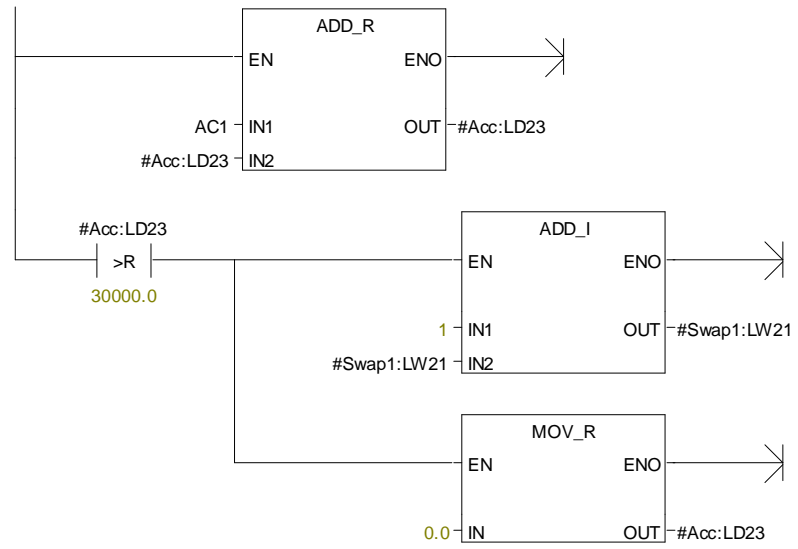 ADD_R
EN ENO
AC1 IN1 OUT #Acc:LD23
#Acc:LD23 IN2
#Acc:LD23
>R
30000.0
ADD_I
EN ENO
1 IN1 OUT #Swap1:LW21
#Swap1:LW21 IN2
MOV_R
EN ENO
0.0 IN OUT #Acc:LD23